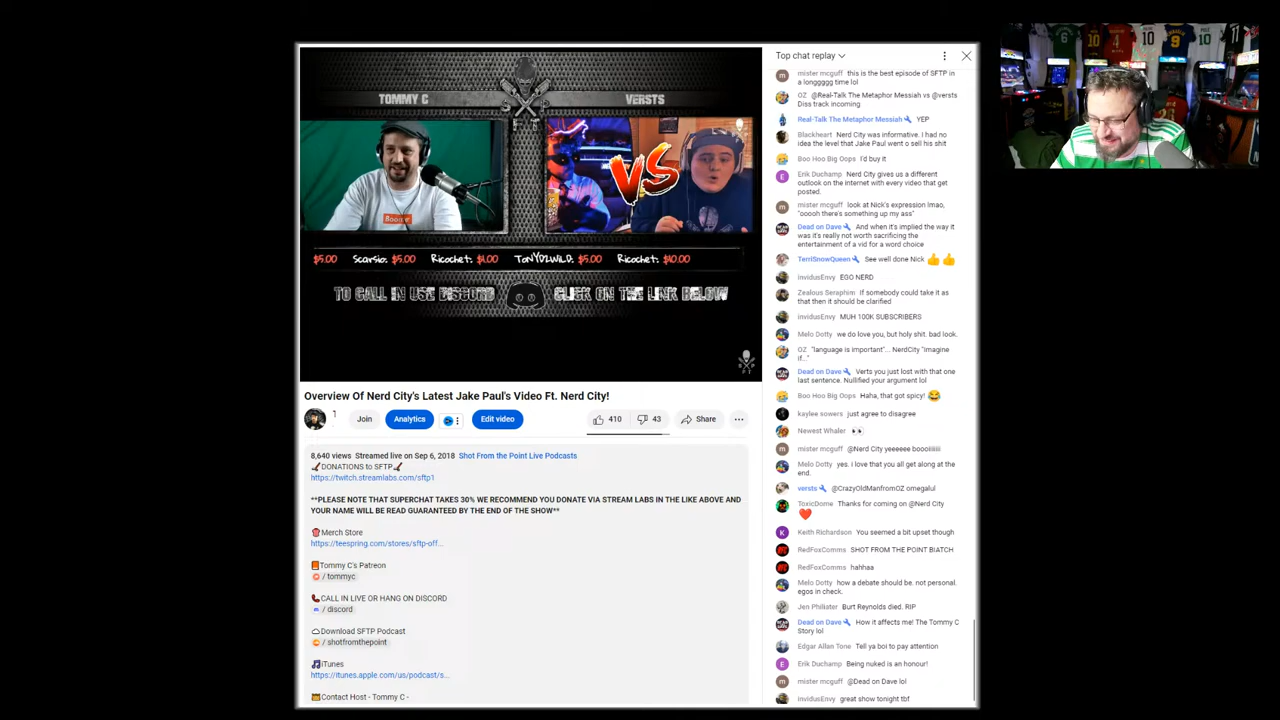 TOMMY C
VERSTS
VS
Booo
$5.00 Scarsio: $5.00 Ricochet: $1.00 TonYD2WiLD: $5.00 Ricochet: $10.00
TO CALL IN USE DISCORD CLICK ON THE LINK BELOW
Overview Of Nerd City's Latest Jake Paul's Video Ft. Nerd City!
Join Analytics Edit video 410 43 Share
8,640 views Streamed live on Sep 6, 2018 Shot From the Point Live Podcasts
DONATIONS to SFTP
https://twitch.streamlabs.com/sftp1
**PLEASE NOTE THAT SUPERCHAT TAKES 30% WE RECOMMEND YOU DONATE VIA STREAM LABS IN THE LIKE ABOVE AND
YOUR NAME WILL BE READ GUARANTEED BY THE END OF THE SHOW**
Merch Store
https://teespring.com/stores/sftp-off...
Tommy C's Patreon
/ tommyc
CALL IN LIVE OR HANG ON DISCORD
/ discord
Download SFTP Podcast
/ shotfromthepoint
iTunes
https://itunes.apple.com/us/podcast/s...
Contact Host - Tommy C -
Top chat replay
mister mcguff this is the best episode of SFTP in
a longgggg time lol
OZ @Real-Talk The Metaphor Messiah vs @versts
Diss track incoming
Real-Talk The Metaphor Messiah YEP
Blackheart Nerd City was informative. I had no
idea the level that Jake Paul went o sell his shit
Boo Hoo Big Oops I'd buy it
Erik Duchamp Nerd City gives us a different
outlook on the internet with every video that get
posted.
mister mcguff look at Nick's expression lmao,
"ooooh there's something up my ass"
Dead on Dave And when it's implied the way it
was it's really not worth sacrificing the
entertainment of a vid for a word choice
TerriSnowQueen See well done Nick
invidusEnvy EGO NERD
Zealous Seraphim if somebody could take it as
that then it should be clarified
invidusEnvy MUH 100K SUBSCRIBERS
Melo Dotty we do love you, but holy shit. bad look.
OZ "language is important"... NerdCity "Imagine
if..."
Dead on Dave Verts you just lost with that one
last sentence. Nullified your argument lol
Boo Hoo Big Oops Haha, that got spicy!
kaylee sowers just agree to disagree
Newest Whaler
mister mcguff @Nerd City yeeeeee boooiiiiiii
Melo Dotty yes. I love that you all get along at the
end.
versts @CrazyOldManfromOZ omegalul
ToxicDome Thanks for coming on @Nerd City
Keith Richardson You seemed a bit upset though
RedFoxComms SHOT FROM THE POINT BIATCH
RedFoxComms hahhaa
Melo Dotty how a debate should be. not personal.
egos in check.
Jen Philiater Burt Reynolds died. RIP
Dead on Dave How it affects me! The Tommy C
Story lol
Edgar Allan Tone Tell ya boi to pay attention
Erik Duchamp Being nuked is an honour!
mister mcguff @Dead on Dave lol
invidusEnvy great show tonight tbf